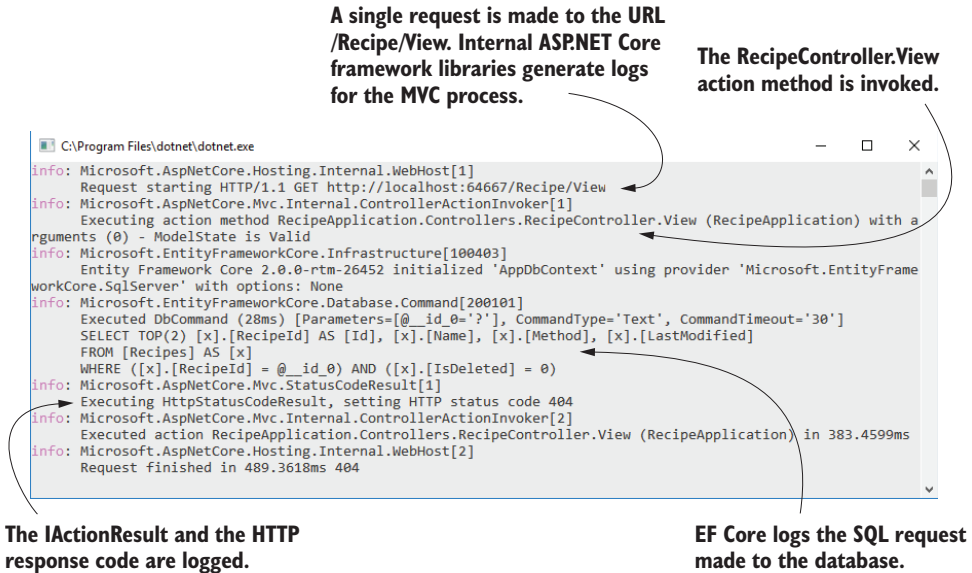 A single request is made to the URL
/Recipe/View. Internal ASP.NET Core
framework libraries generate logs
for the MVC process.
The RecipeController.View
action method is invoked.
C:\Program Files\dotnet\dotnet.exe
info: Microsoft.AspNetCore.Hosting.Internal.WebHost[1]
Request starting HTTP/1.1 GET http://localhost:64667/Recipe/View
info: Microsoft.AspNetCore.Mvc.Internal.ControllerActionInvoker[1]
Executing action method RecipeApplication.Controllers.RecipeController.View (RecipeApplication) with a
rguments (0) - ModelState is Valid
info: Microsoft.EntityFrameworkCore.Infrastructure[100403]
Entity Framework Core 2.0.0-rtm-26452 initialized 'AppDbContext' using provider 'Microsoft.EntityFrame
workCore.SqlServer' with options: None
info: Microsoft.EntityFrameworkCore.Database.Command[200101]
Executed DbCommand (28ms) [Parameters=[@__id_0='?'], CommandType='Text', CommandTimeout='30']
SELECT TOP(2) [x].[RecipeId] AS [Id], [x].[Name], [x].[Method], [x].[LastModified]
FROM [Recipes] AS [x]
WHERE ([x].[RecipeId] = @__id_0) AND ([x].[IsDeleted] = 0)
info: Microsoft.AspNetCore.Mvc.StatusCodeResult[1]
Executing HttpStatusCodeResult, setting HTTP status code 404
info: Microsoft.AspNetCore.Mvc.Internal.ControllerActionInvoker[2]
Executed action RecipeApplication.Controllers.RecipeController.View (RecipeApplication) in 383.4599ms
info: Microsoft.AspNetCore.Hosting.Internal.WebHost[2]
Request finished in 489.3618ms 404
The IActionResult and the HTTP
response code are logged.
EF Core logs the SQL request
made to the database.